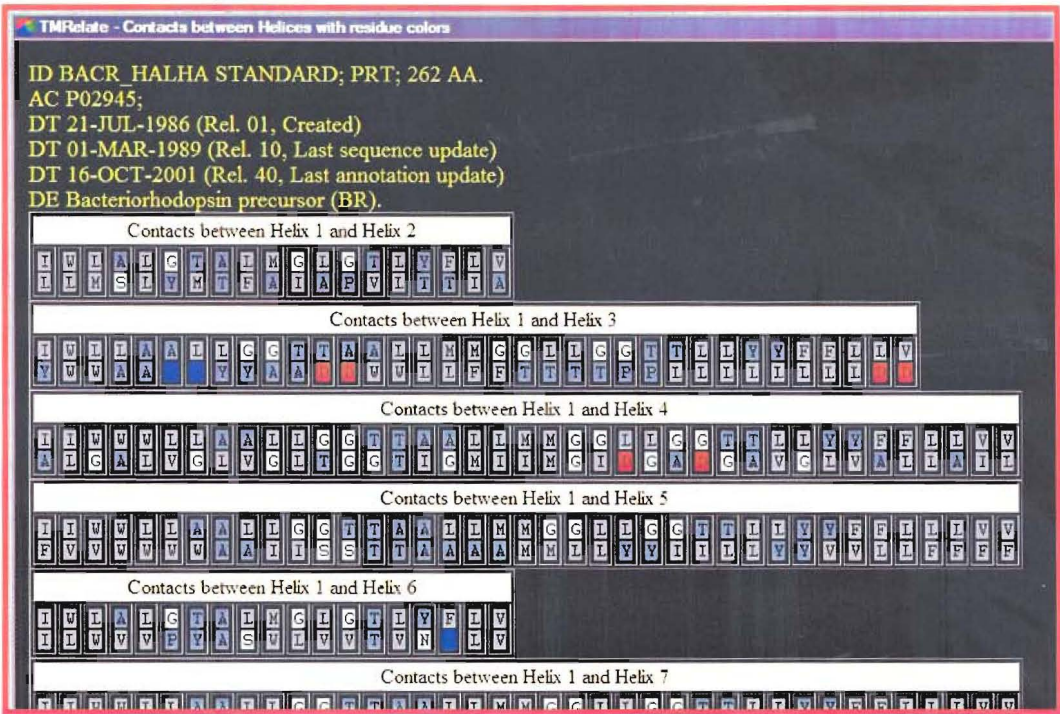 TMRelate - Contacts between Helices with residue colors
ID BACR_HALHA STANDARD; PRT; 262 AA.
AC P02945;
DT 21-JUL-1986 (Rel. 01, Created)
DT 01-MAR-1989 (Rel. 10, Last sequence update)
DT 16-OCT-2001 (Rel. 40, Last annotation update)
DE Bacteriorhodopsin precursor (BR).
Contacts between Helix 1 and Helix 2
I W L A L G T A L M G L G T L Y F L V
L L M S L Y M T F A I A P V L T T I A
Contacts between Helix 1 and Helix 3
I W L L A A L L G G T T A A L L M M G G L L G G T T L L Y Y F F L L V
Contacts between Helix 1 and Helix 4
I I W W W L L A A L L G G T T A A L L M M G G L L G G T T L L Y Y F F L L V V
Contacts between Helix 1 and Helix 5
I I W W L L A A L L G G T T A A L L M M G G L L G G T T L L Y Y F F L L L V V
F V V W W W W A A I I S S T T A A A A M M L L Y Y I I L L Y Y V V L L F F F F
Contacts between Helix 1 and Helix 6
I W L A L G T A L M G L G T L Y F L V
I L W V V P Y A S W L V V T V N L V
Contacts between Helix 1 and Helix 7